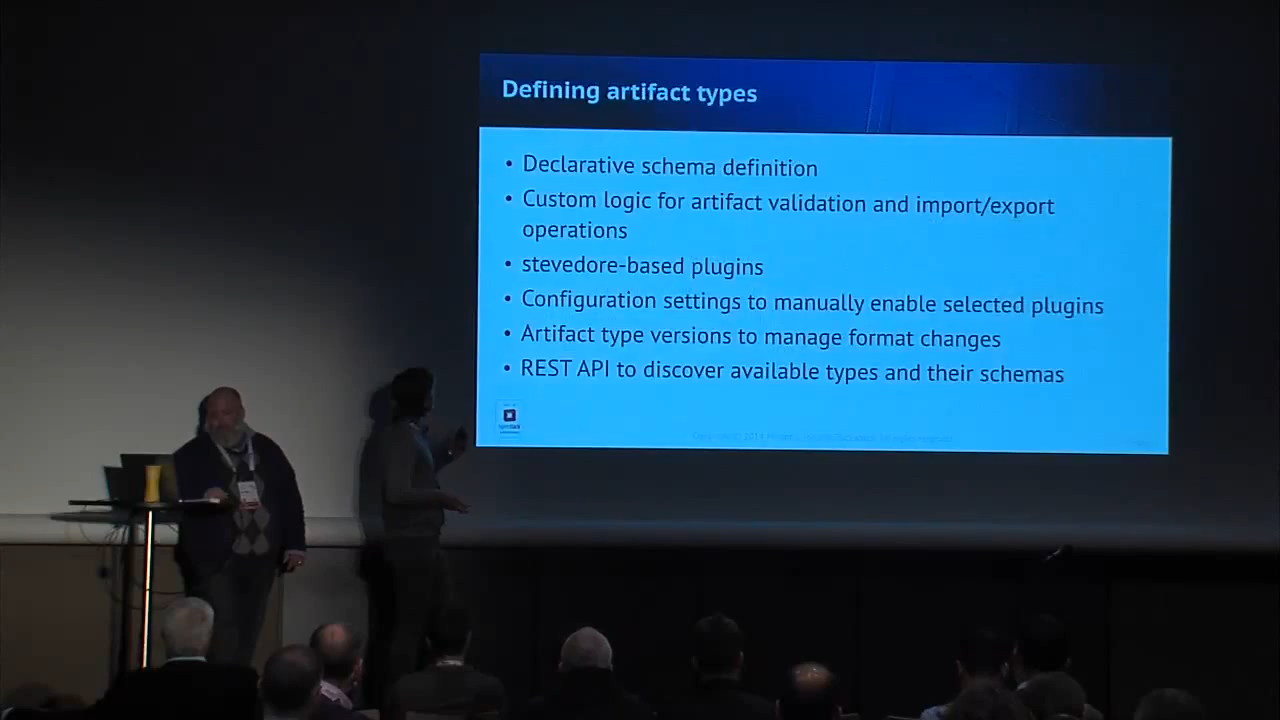 Defining artifact types
• Declarative schema definition
• Custom logic for artifact validation and import/export
operations
• stevedore-based plugins
• Configuration settings to manually enable selected plugins
• Artifact type versions to manage format changes
• REST API to discover available types and their schemas